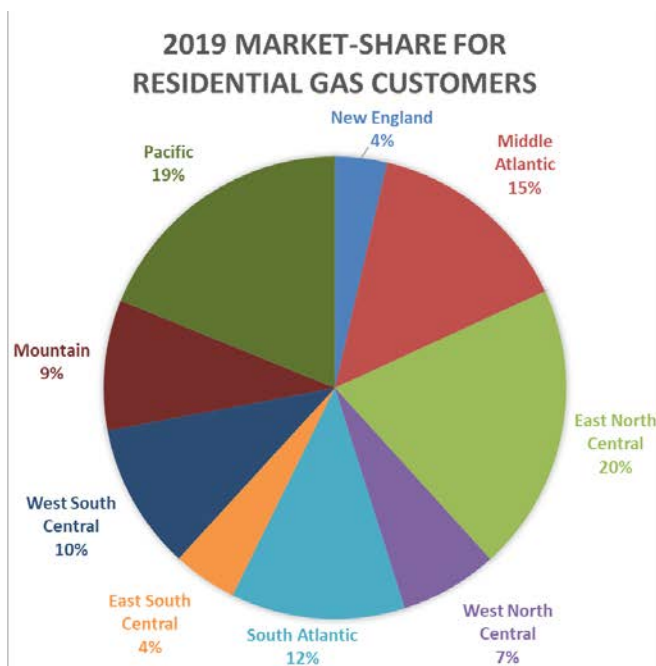 2019 MARKET-SHARE FOR
RESIDENTIAL GAS CUSTOMERS
New England
4%
Middle
Atlantic
15%
East North
Central
20%
West North
Central
7%
South Atlantic
12%
East South
Central
4%
West South
Central
10%
Mountain
9%
Pacific
19%